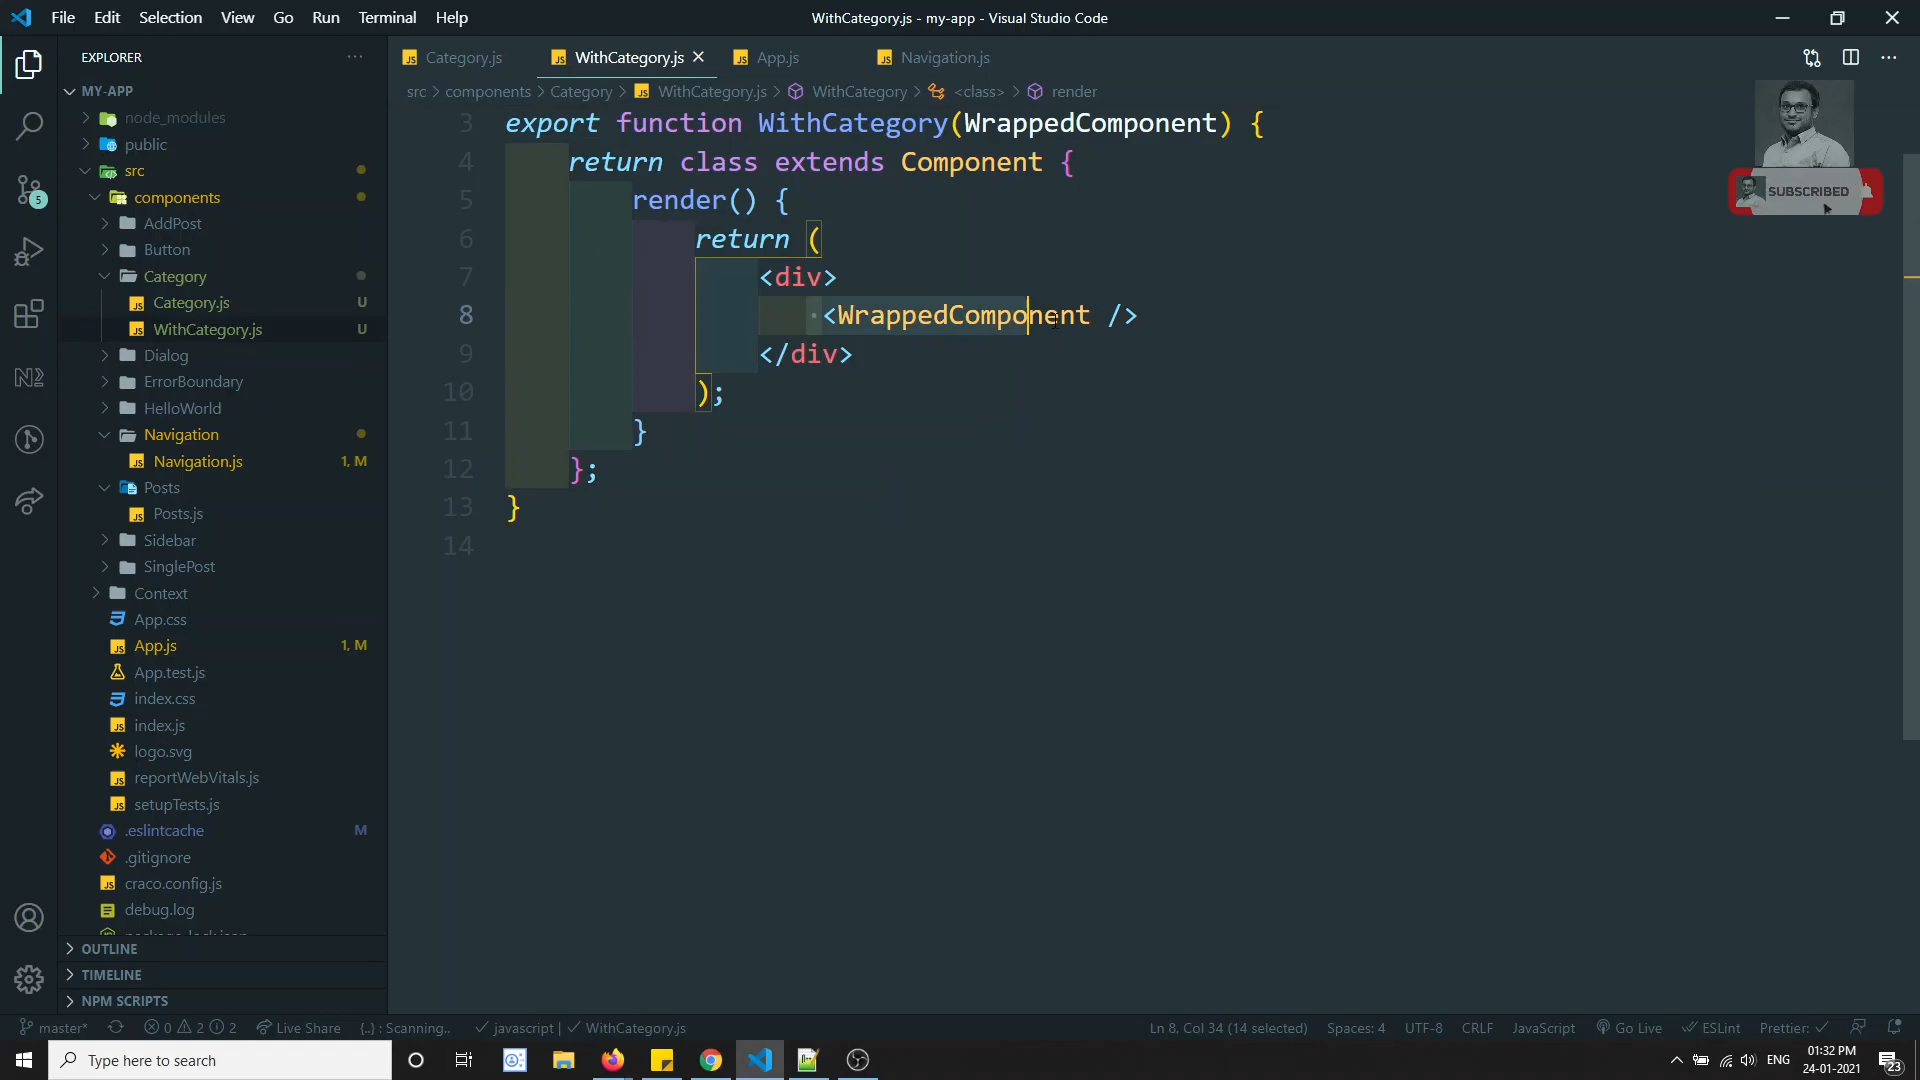 File Edit Selection View Go Run Terminal Help
WithCategory.js - my-app - Visual Studio Code
EXPLORER
Category.js
WithCategory.js
App.js
Navigation.js
MY-APP
src > components > Category > WithCategory.js > WithCategory > <class> > render
node_modules
public
src
components
AddPost
Button
Category
Category.js U
WithCategory.js U
Dialog
ErrorBoundary
HelloWorld
Navigation
Navigation.js 1, M
Posts
Posts.js
Sidebar
SinglePost
Context
App.css
App.js 1, M
App.test.js
index.css
index.js
logo.svg
reportWebVitals.js
setupTests.js
.eslintcache M
.gitignore
craco.config.js
debug.log
OUTLINE
TIMELINE
NPM SCRIPTS
5
3 export function WithCategory(WrappedComponent) {
4 return class extends Component {
5 render() {
6 return (
7 <div>
8 <WrappedComponent />
9 </div>
10 );
11 }
12 };
13 }
14
SUBSCRIBED
master* 0 2 2 Live Share {..} : Scanning.. javascript | WithCategory.js
Ln 8, Col 34 (14 selected) Spaces: 4 UTF-8 CRLF JavaScript Go Live ESLint Prettier:
Type here to search
ENG
01:32 PM
24-01-2021
23